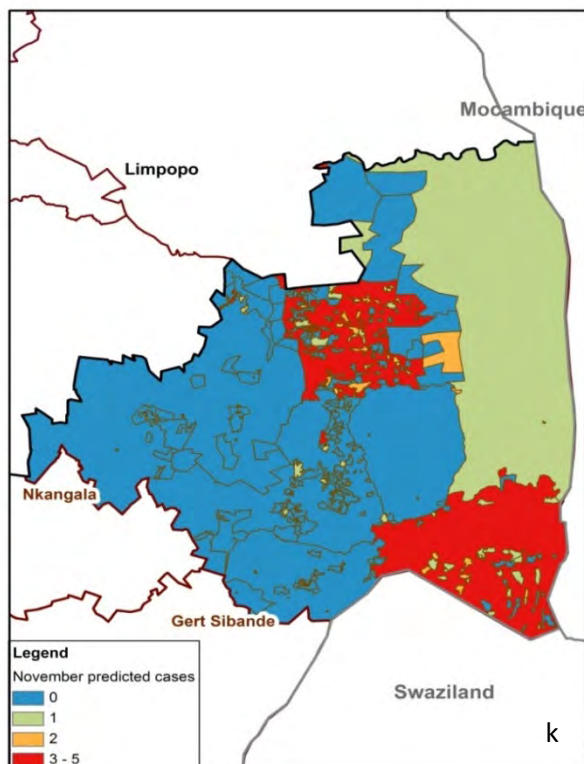 Mocambique
Limpopo
Nkangala
Gert Sibande
Legend
November predicted cases
0
1
2
3 - 5
Swaziland
k